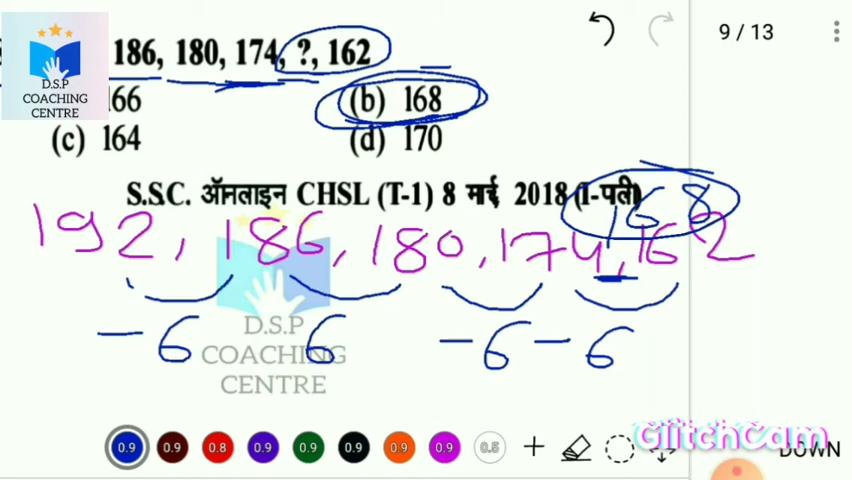 9 / 13
186, 180, 174, ?, 162
D.S.P
COACHING
CENTRE
166
(b) 168
(c) 164
(d) 170
S.S.C. ऑनलाइन CHSL (T-1) 8 मई, 2018 (I-पाली)
168
192, 186, 180, 174, 162
-6 6 -6 -6
D.S.P
COACHING
CENTRE
0.9 0.9 0.8 0.9 0.9 0.9 0.9 0.9 0.5 +
GlitchCam
DOWN